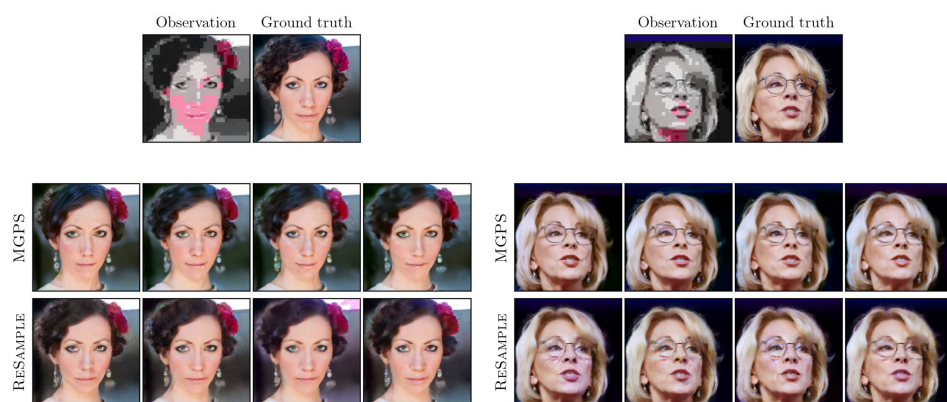 Observation Ground truth
Observation Ground truth
MGPS
MGPS
RESAMPLE
RESAMPLE